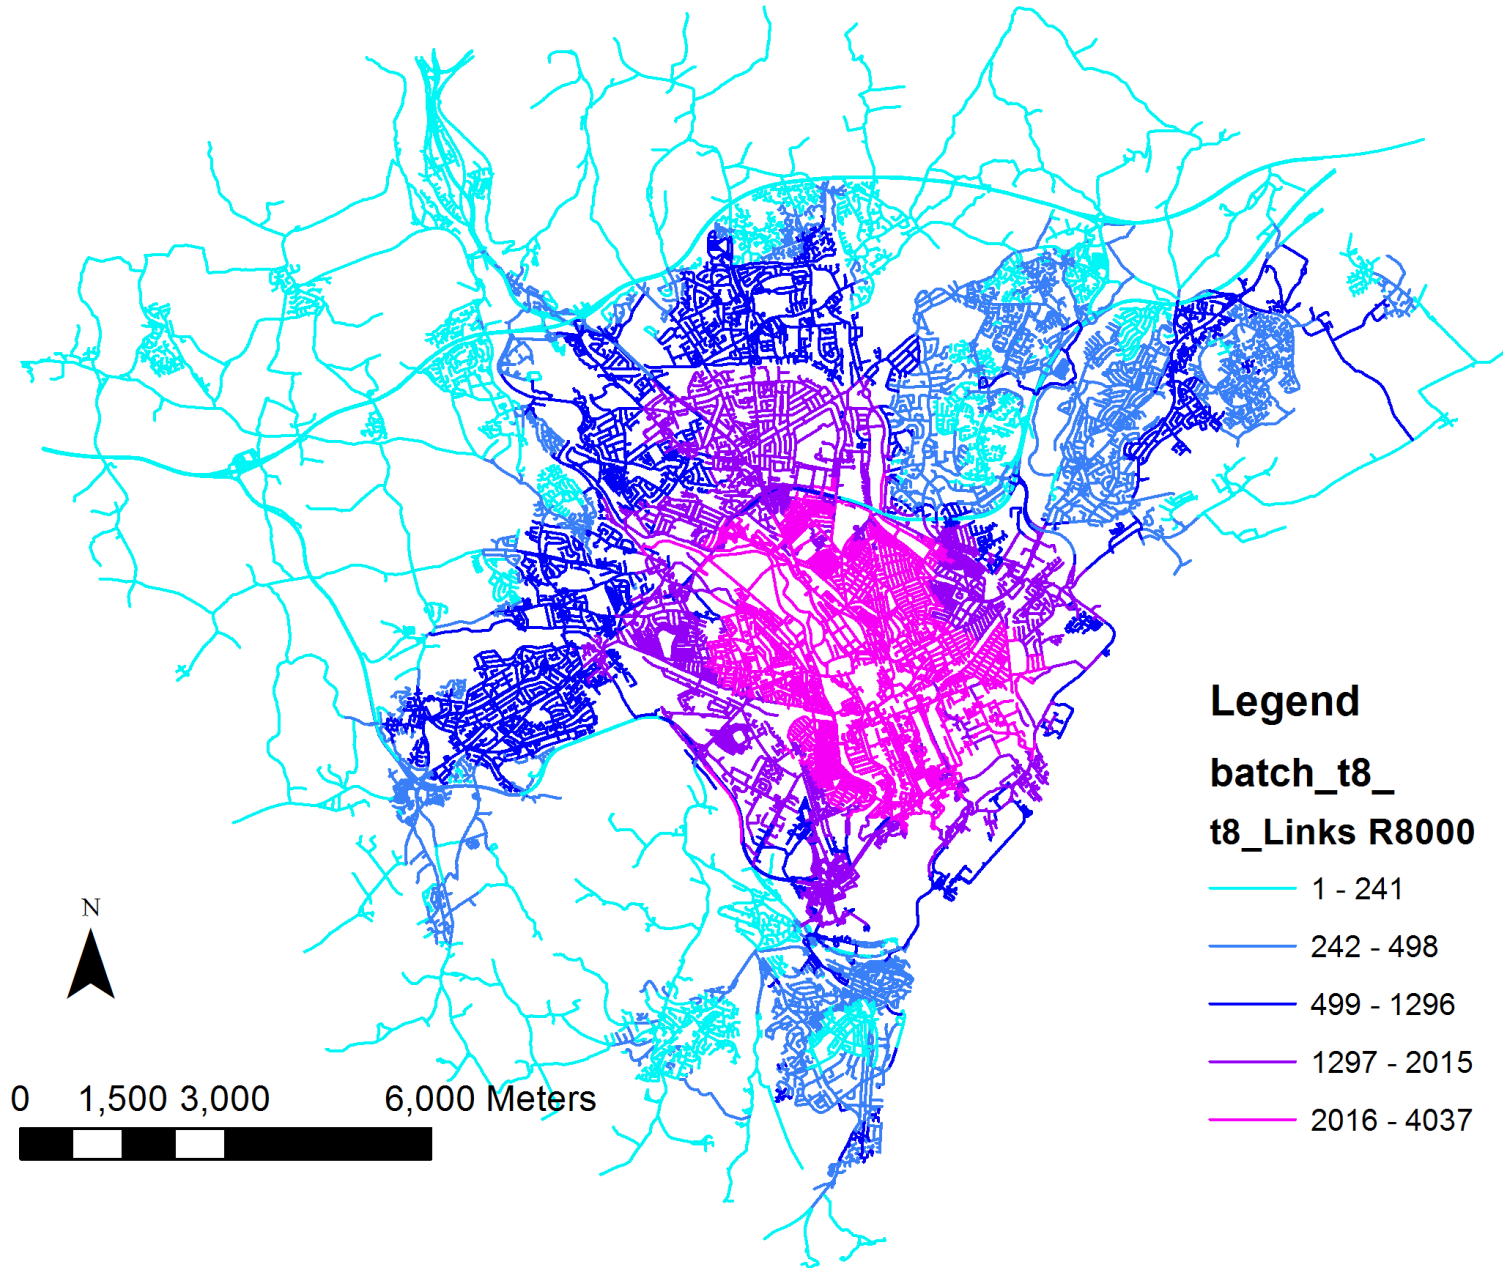 Legend
batch_t8_
t8_Links R8000
1 - 241
242 - 498
499 - 1296
1297 - 2015
2016 - 4037
N
0 1,500 3,000 6,000 Meters